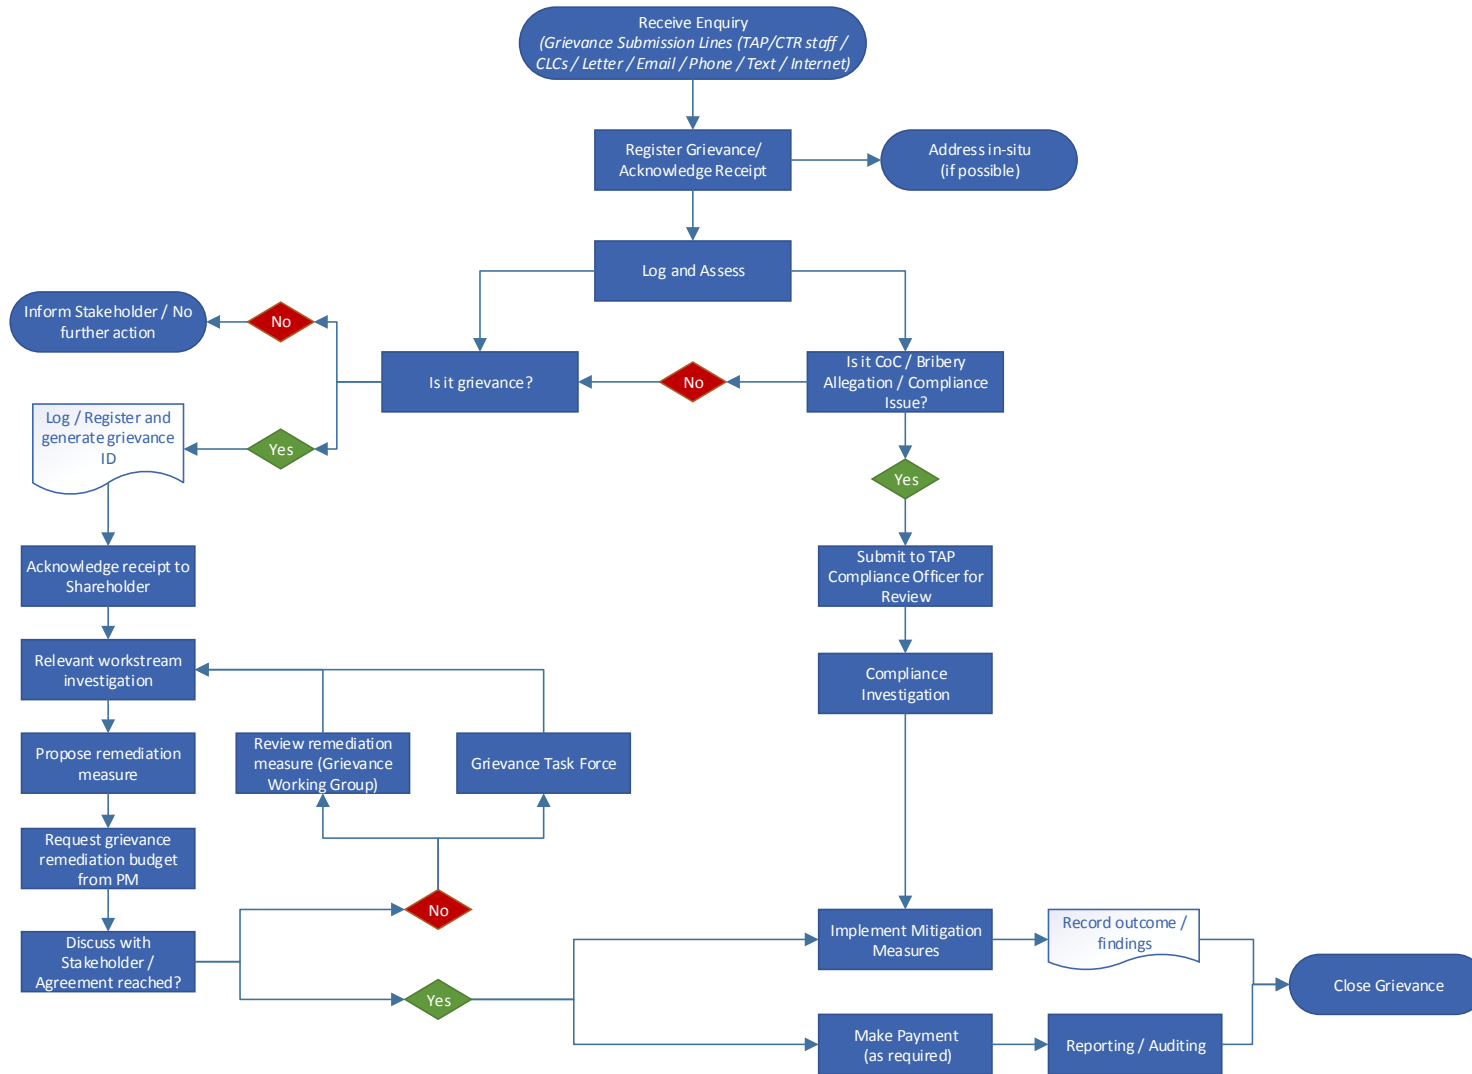 Receive Enquiry
(Grievance Submission Lines (TAP/CTR staff /
CLCs / Letter / Email / Phone / Text / Internet)
Register Grievance/
Acknowledge Receipt
Address in-situ
(if possible)
Log and Assess
Inform Stakeholder / No
further action
No
Is it grievance?
No
Is it CoC / Bribery
Allegation / Compliance
Issue?
Log / Register and
generate grievance
ID
Yes
Yes
Acknowledge receipt to
Shareholder
Submit to TAP
Compliance Officer for
Review
Relevant workstream
investigation
Compliance
Investigation
Propose remediation
measure
Review remediation
measure (Grievance
Working Group)
Grievance Task Force
Request grievance
remediation budget
from PM
No
Discuss with
Stakeholder /
Agreement reached?
Yes
Implement Mitigation
Measures
Record outcome /
findings
Close Grievance
Make Payment
(as required)
Reporting / Auditing